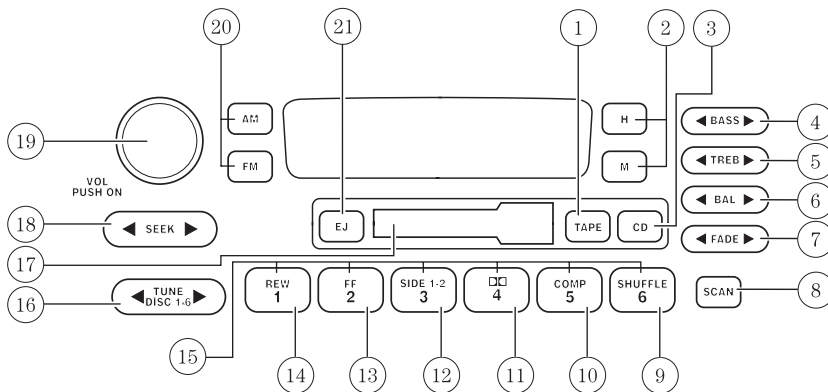 20
21
1
2
3
AM
H
BASS
4
19
FM
M
TREB
5
VOL
PUSH ON
BAL
6
18
SEEK
EJ
TAPE
CD
FADE
7
17
16
TUNE
DISC 1-6
REW
1
FF
2
SIDE 1-2
3
4
COMP
5
SHUFFLE
6
SCAN
8
15
14
13
12
11
10
9